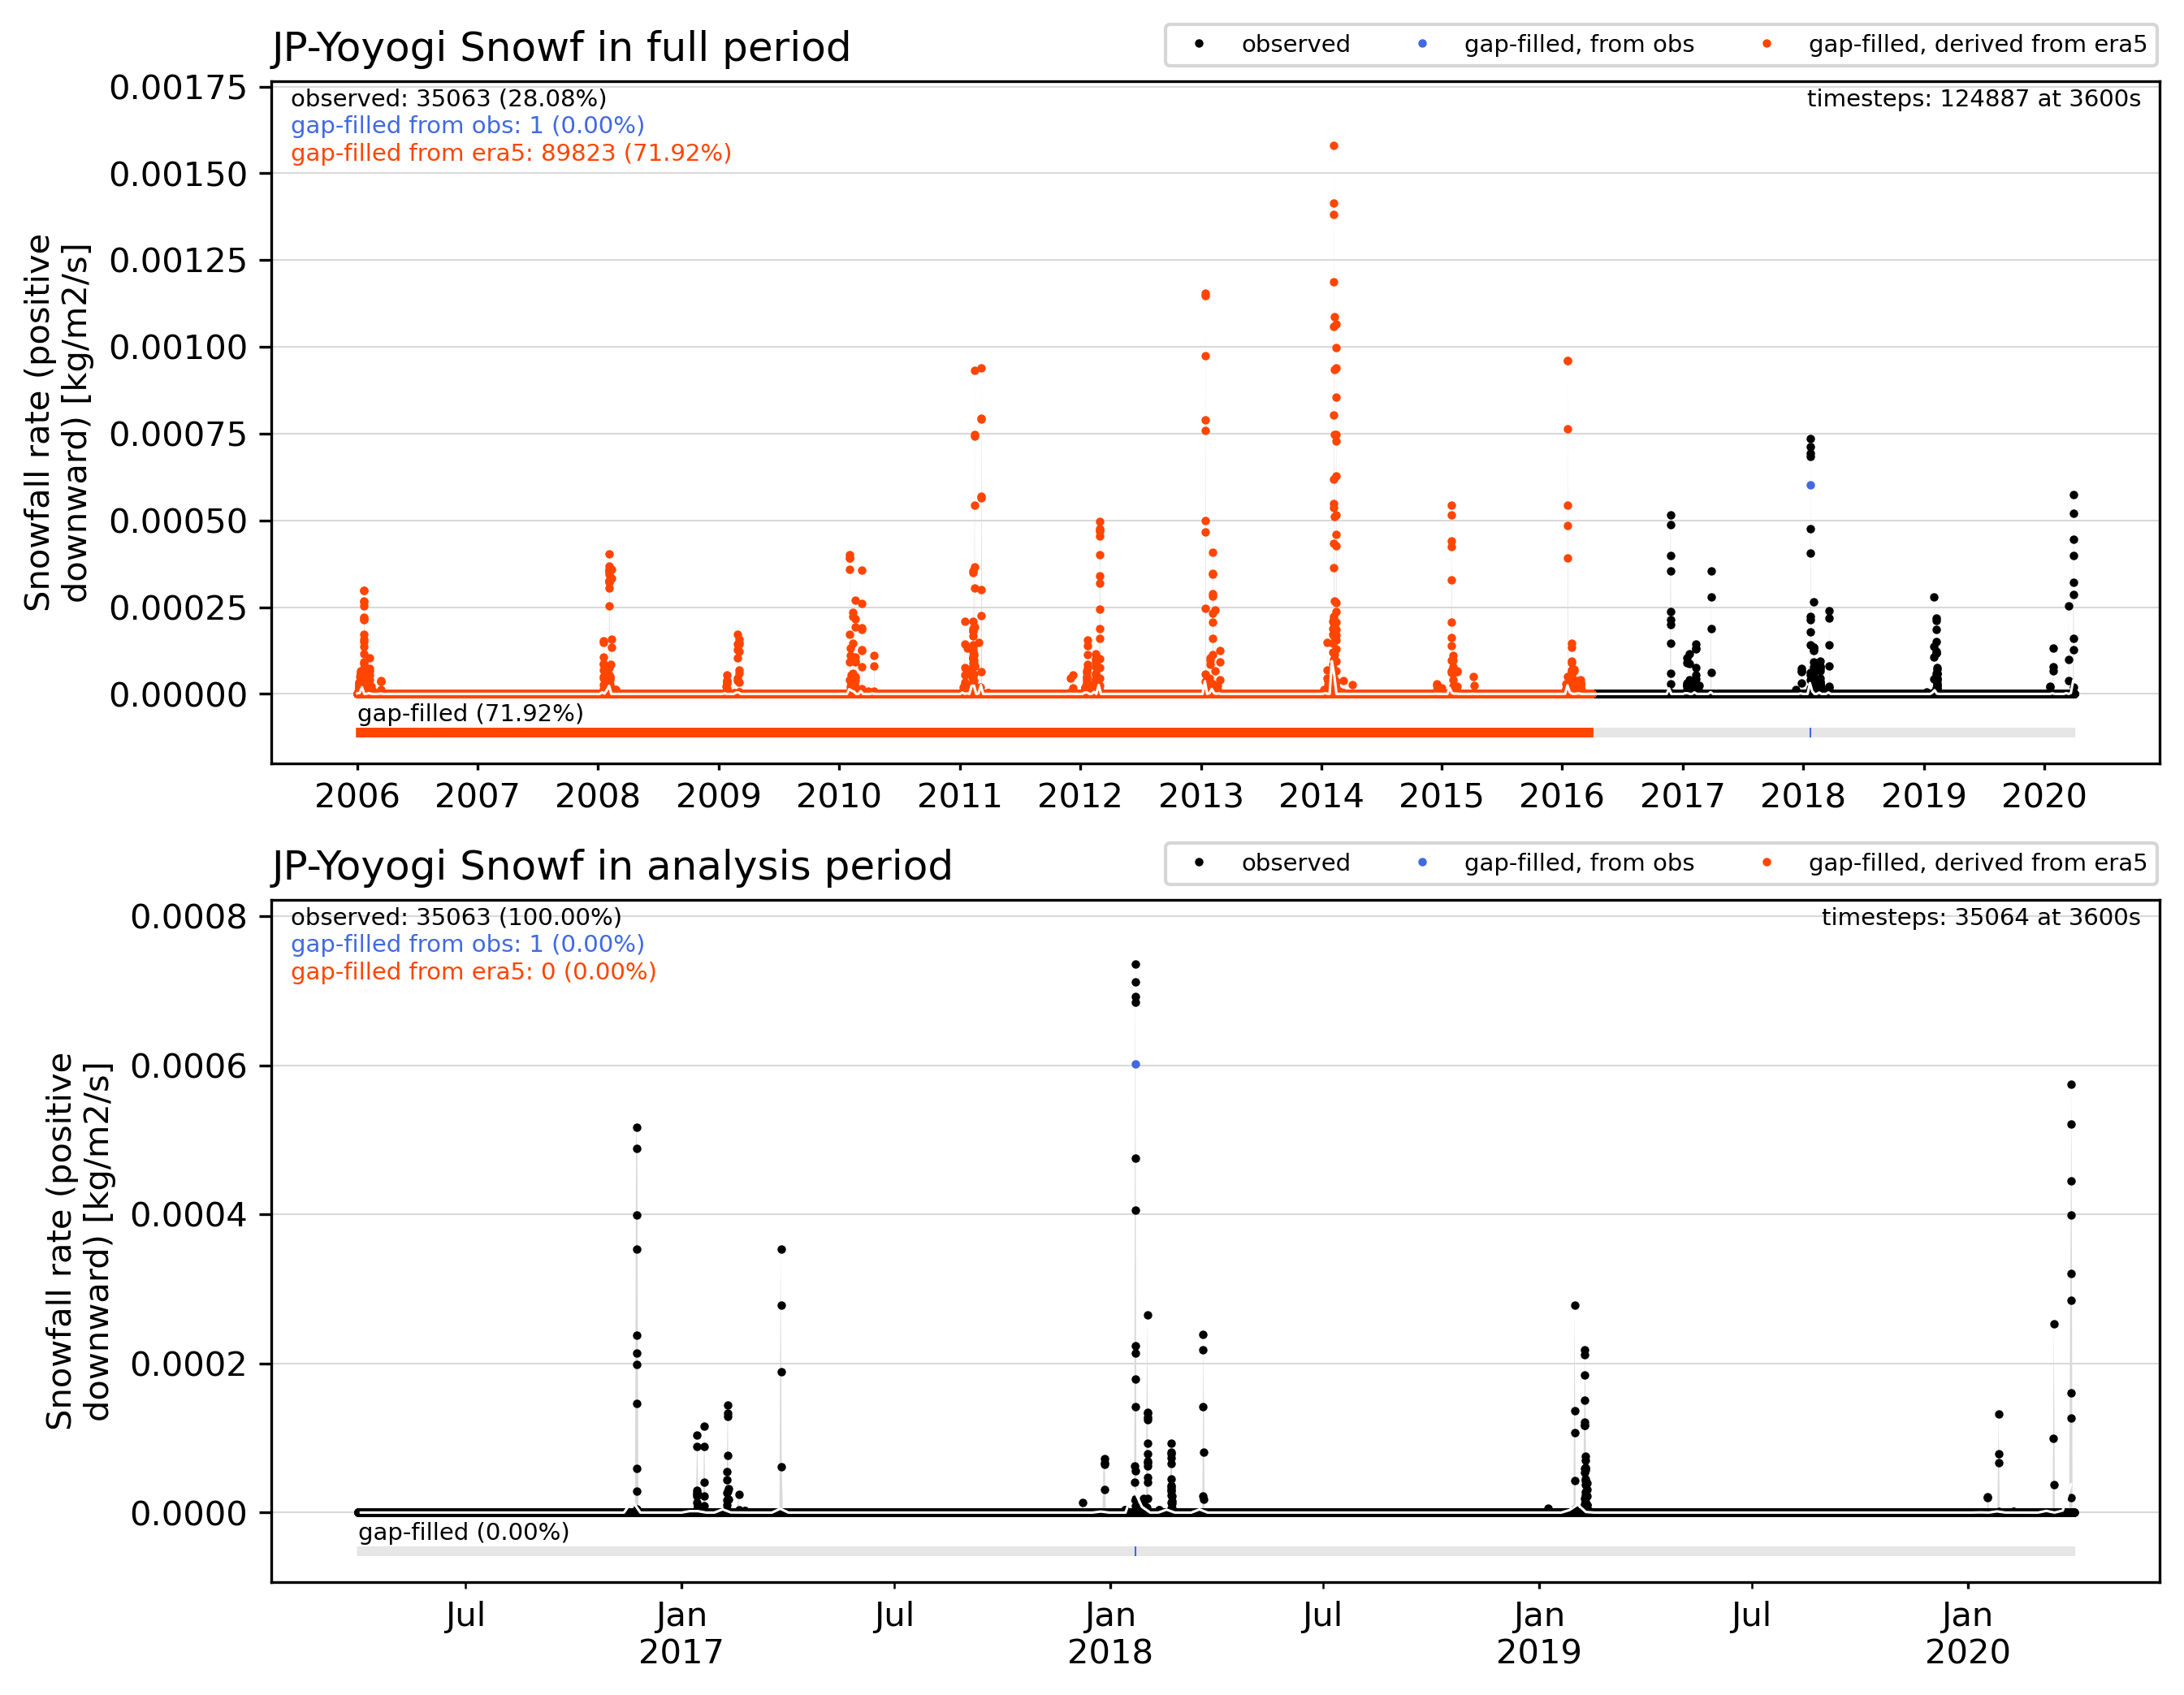 JP-Yoyogi Snowf in full period
observed
gap-filled, from obs
gap-filled, derived from era5
observed: 35063 (28.08%)
gap-filled from obs: 1 (0.00%)
gap-filled from era5: 89823 (71.92%)
timesteps: 124887 at 3600s
Snowfall rate (positive
downward) [kg/m2/s]
0.00175
0.00150
0.00125
0.00100
0.00075
0.00050
0.00025
0.00000
gap-filled (71.92%)
2006 2007 2008 2009 2010 2011 2012 2013 2014 2015 2016 2017 2018 2019 2020
JP-Yoyogi Snowf in analysis period
observed
gap-filled, from obs
gap-filled, derived from era5
observed: 35063 (100.00%)
gap-filled from obs: 1 (0.00%)
gap-filled from era5: 0 (0.00%)
timesteps: 35064 at 3600s
Snowfall rate (positive
downward) [kg/m2/s]
0.0008
0.0006
0.0004
0.0002
0.0000
gap-filled (0.00%)
Jul Jan Jul Jan Jul Jan Jul Jan
2017 2018 2019 2020